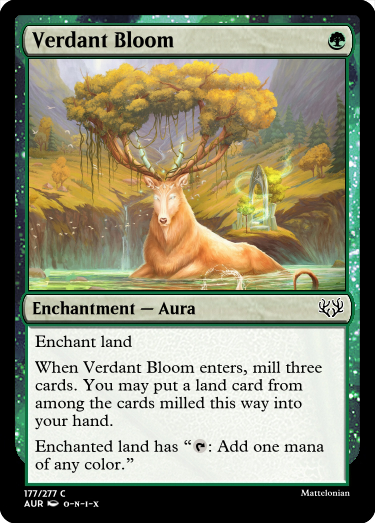 Verdant Bloom
Enchantment — Aura
Enchant land
When Verdant Bloom enters, mill three
cards. You may put a land card from
among the cards milled this way into
your hand.
Enchanted land has “: Add one mana
of any color.”
177/277 C
Mattelonian
AUR O-N-I-X